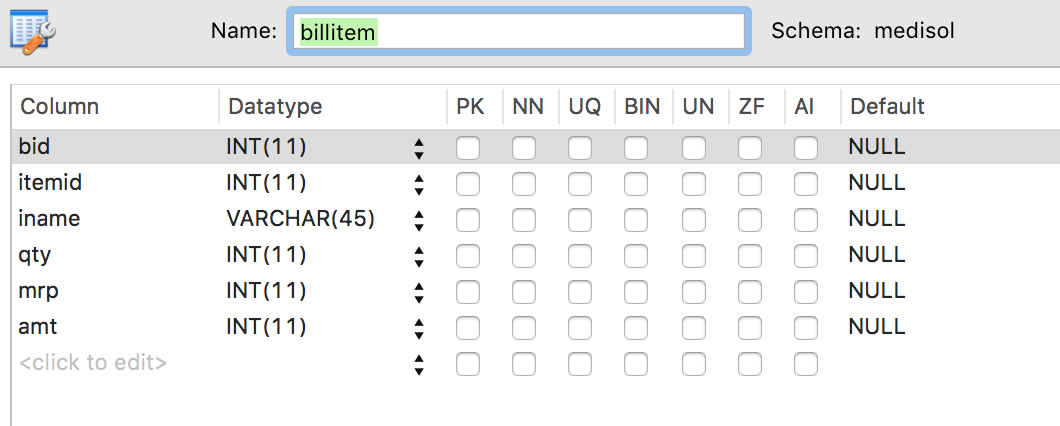 Name: billitem Schema: medisol
Column Datatype PK NN UQ BIN UN ZF AI Default
bid INT(11) NULL
itemid INT(11) NULL
iname VARCHAR(45) NULL
qty INT(11) NULL
mrp INT(11) NULL
amt INT(11) NULL
<click to edit>